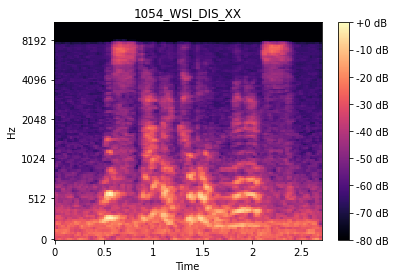 1054_WSI_DIS_XX
+0 dB
8192
-10 dB
4096
-20 dB
-30 dB
2048
Hz
-40 dB
1024
-50 dB
512
-60 dB
-70 dB
0
-80 dB
0 0.5 1 1.5 2 2.5
Time